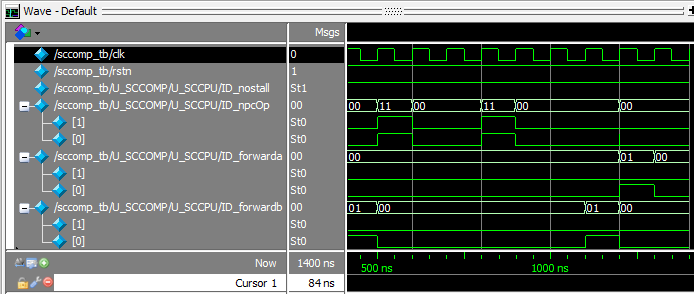 Wave - Default
Msgs
/sccomp_tb/clk 0
/sccomp_tb/rstn 1
/sccomp_tb/U_SCCOMP/U_SCCPU/ID_nostall St1
/sccomp_tb/U_SCCOMP/U_SCCPU/ID_npcOp 00 00 11 00 11 00 00
[1] St0
[0] St0
/sccomp_tb/U_SCCOMP/U_SCCPU/ID_forwarda 00 00 01 00
[1] St0
[0] St0
/sccomp_tb/U_SCCOMP/U_SCCPU/ID_forwardb 00 01 00 01 00
[1] St0
[0] St0
Now 1400 ns 500 ns 1000 ns
Cursor 1 84 ns